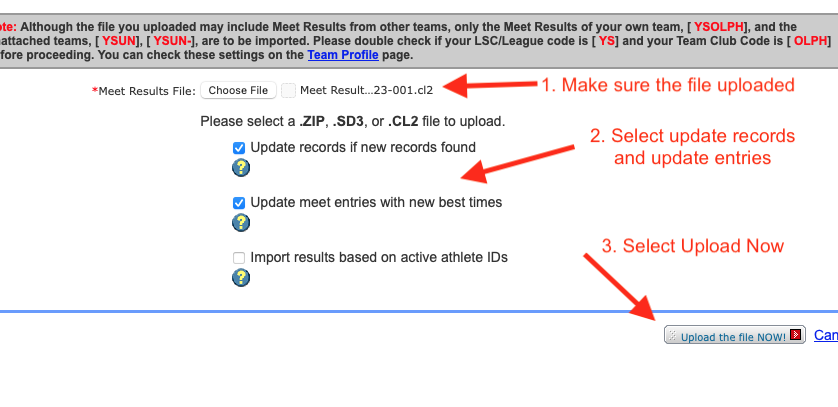 ote: Although the file you uploaded may include Meet Results from other teams, only the Meet Results of your own team, [ YSOLPH], and the
attached teams, [ YSUN], [ YSUN-], are to be imported. Please double check if your LSC/League code is [ YS] and your Team Club Code is [ OLPH]
fore proceeding. You can check these settings on the Team Profile page.
*Meet Results File: Choose File Meet Result...23-001.cl2
1. Make sure the file uploaded
Please select a .ZIP, .SD3, or .CL2 file to upload.
Update records if new records found
2. Select update records
and update entries
Update meet entries with new best times
3. Select Upload Now
Import results based on active athlete IDs
Upload the file NOW! Can